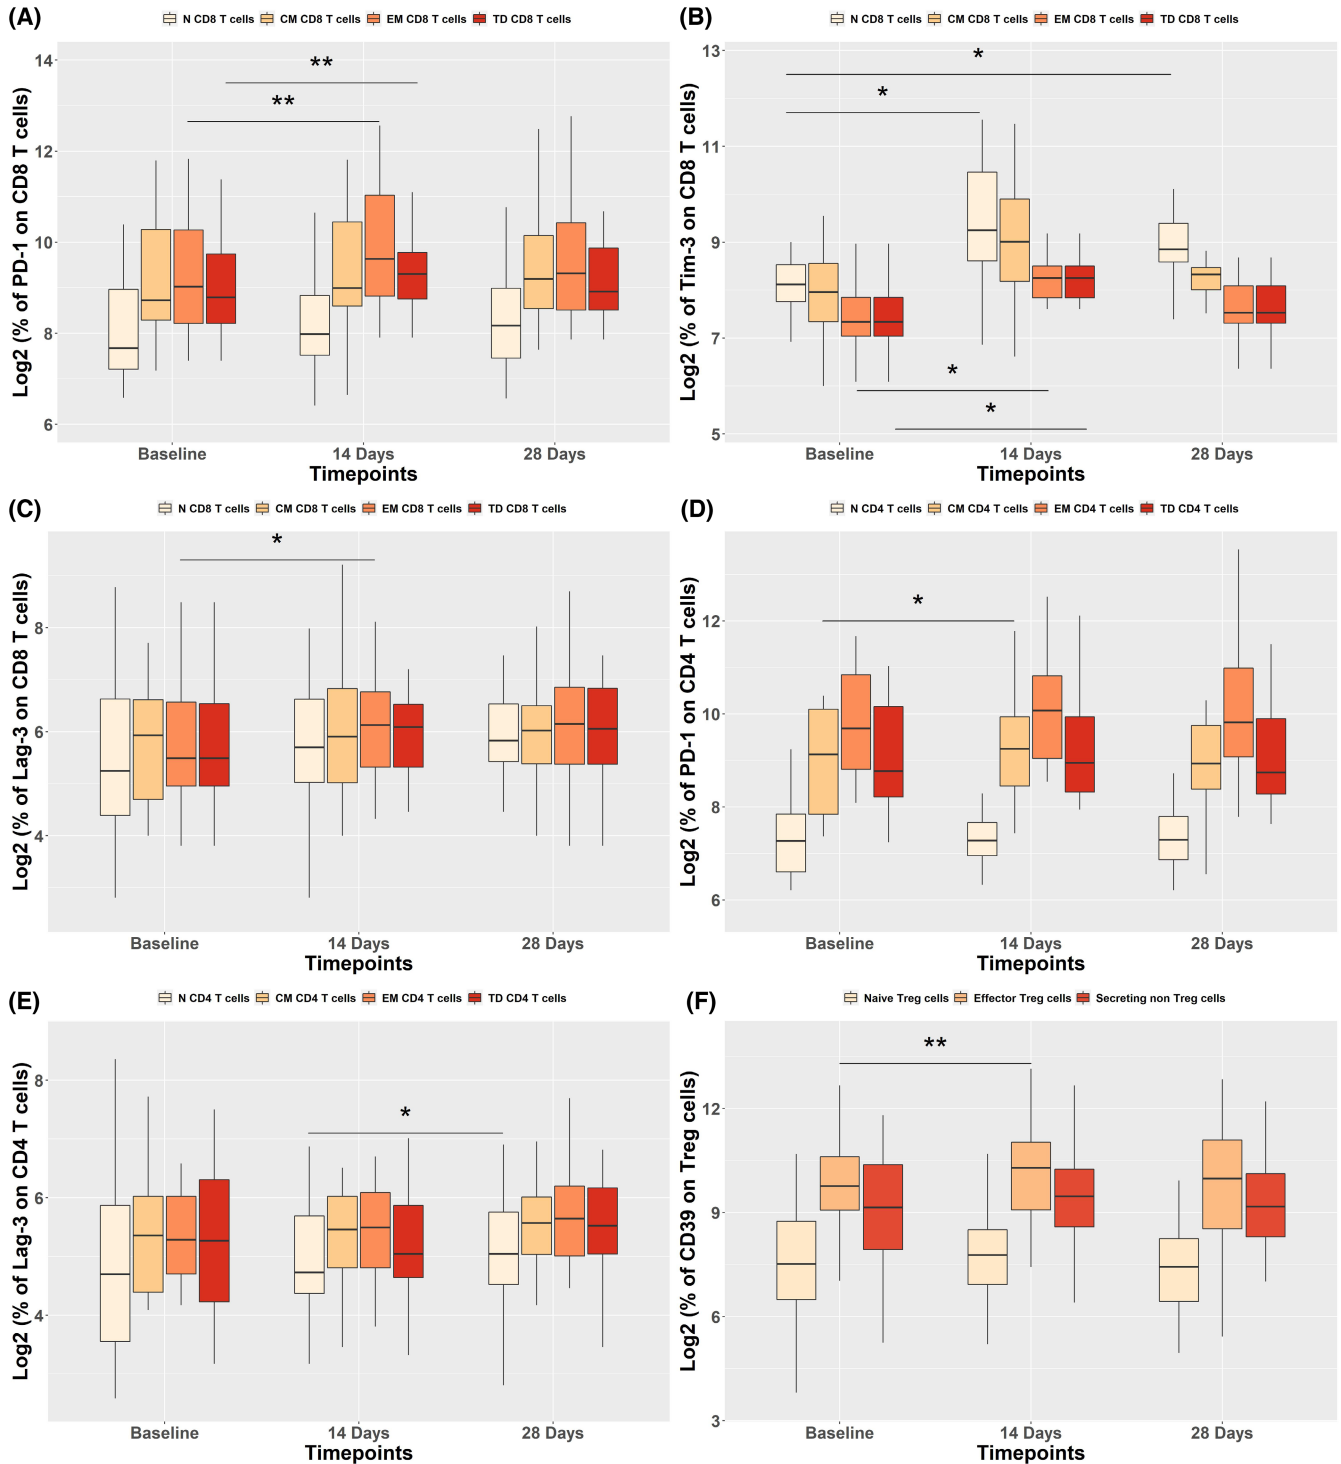 (A)
N CD8 T cells CM CD8 T cells EM CD8 T cells TD CD8 T cells
Log2 (% of PD-1 on CD8 T cells)
14
12
10
8
6
**
**
Baseline 14 Days 28 Days
Timepoints
(B)
N CD8 T cells CM CD8 T cells EM CD8 T cells TD CD8 T cells
Log2 (% of Tim-3 on CD8 T cells)
13
11
9
7
5
*
*
*
*
Baseline 14 Days 28 Days
Timepoints
(C)
N CD8 T cells CM CD8 T cells EM CD8 T cells TD CD8 T cells
Log2 (% of Lag-3 on CD8 T cells)
8
6
4
*
Baseline 14 Days 28 Days
Timepoints
(D)
N CD4 T cells CM CD4 T cells EM CD4 T cells TD CD4 T cells
Log2 (% of PD-1 on CD4 T cells)
12
10
8
6
*
Baseline 14 Days 28 Days
Timepoints
(E)
N CD4 T cells CM CD4 T cells EM CD4 T cells TD CD4 T cells
Log2 (% of Lag-3 on CD4 T cells)
8
6
4
*
Baseline 14 Days 28 Days
Timepoints
(F)
Naive Treg cells Effector Treg cells Secreting non Treg cells
Log2 (% of CD39 on Treg cells)
12
9
6
3
**
Baseline 14 Days 28 Days
Timepoints